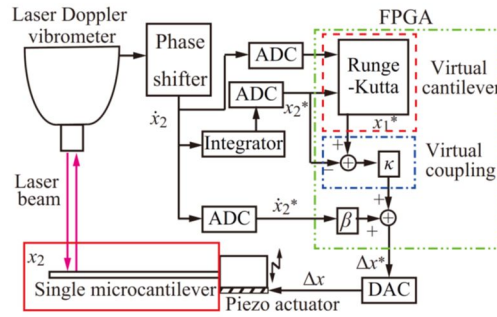 Laser Doppler
vibrometer
Phase
shifter
FPGA
ADC
Runge
-Kutta
Virtual
cantilever
ADC
ẋ₂
x₂*
x₁*
Integrator
+
−
κ
Virtual
coupling
Laser
beam
ADC
ẋ₂*
β
+
+
x₂
Δx*
Single microcantilever
Δx
DAC
Piezo actuator